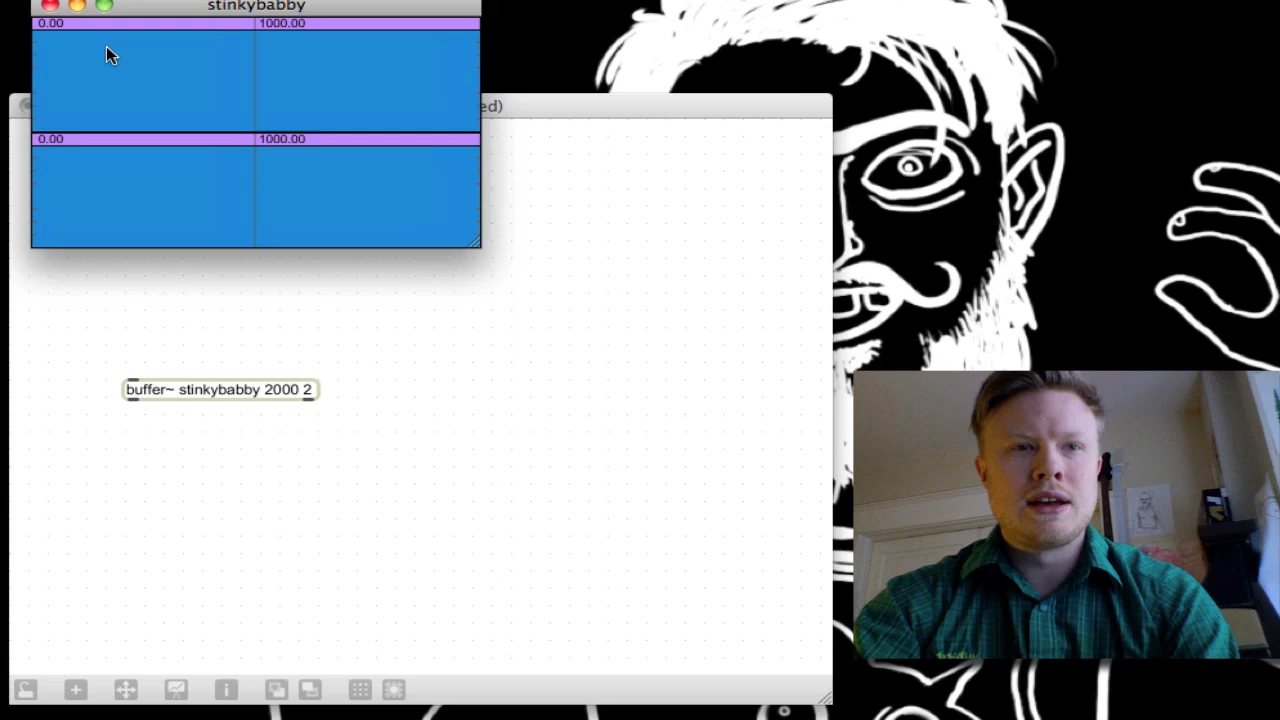 stinkybabby
0.00 1000.00
ed)
0.00 1000.00
buffer~ stinkybabby 2000 2